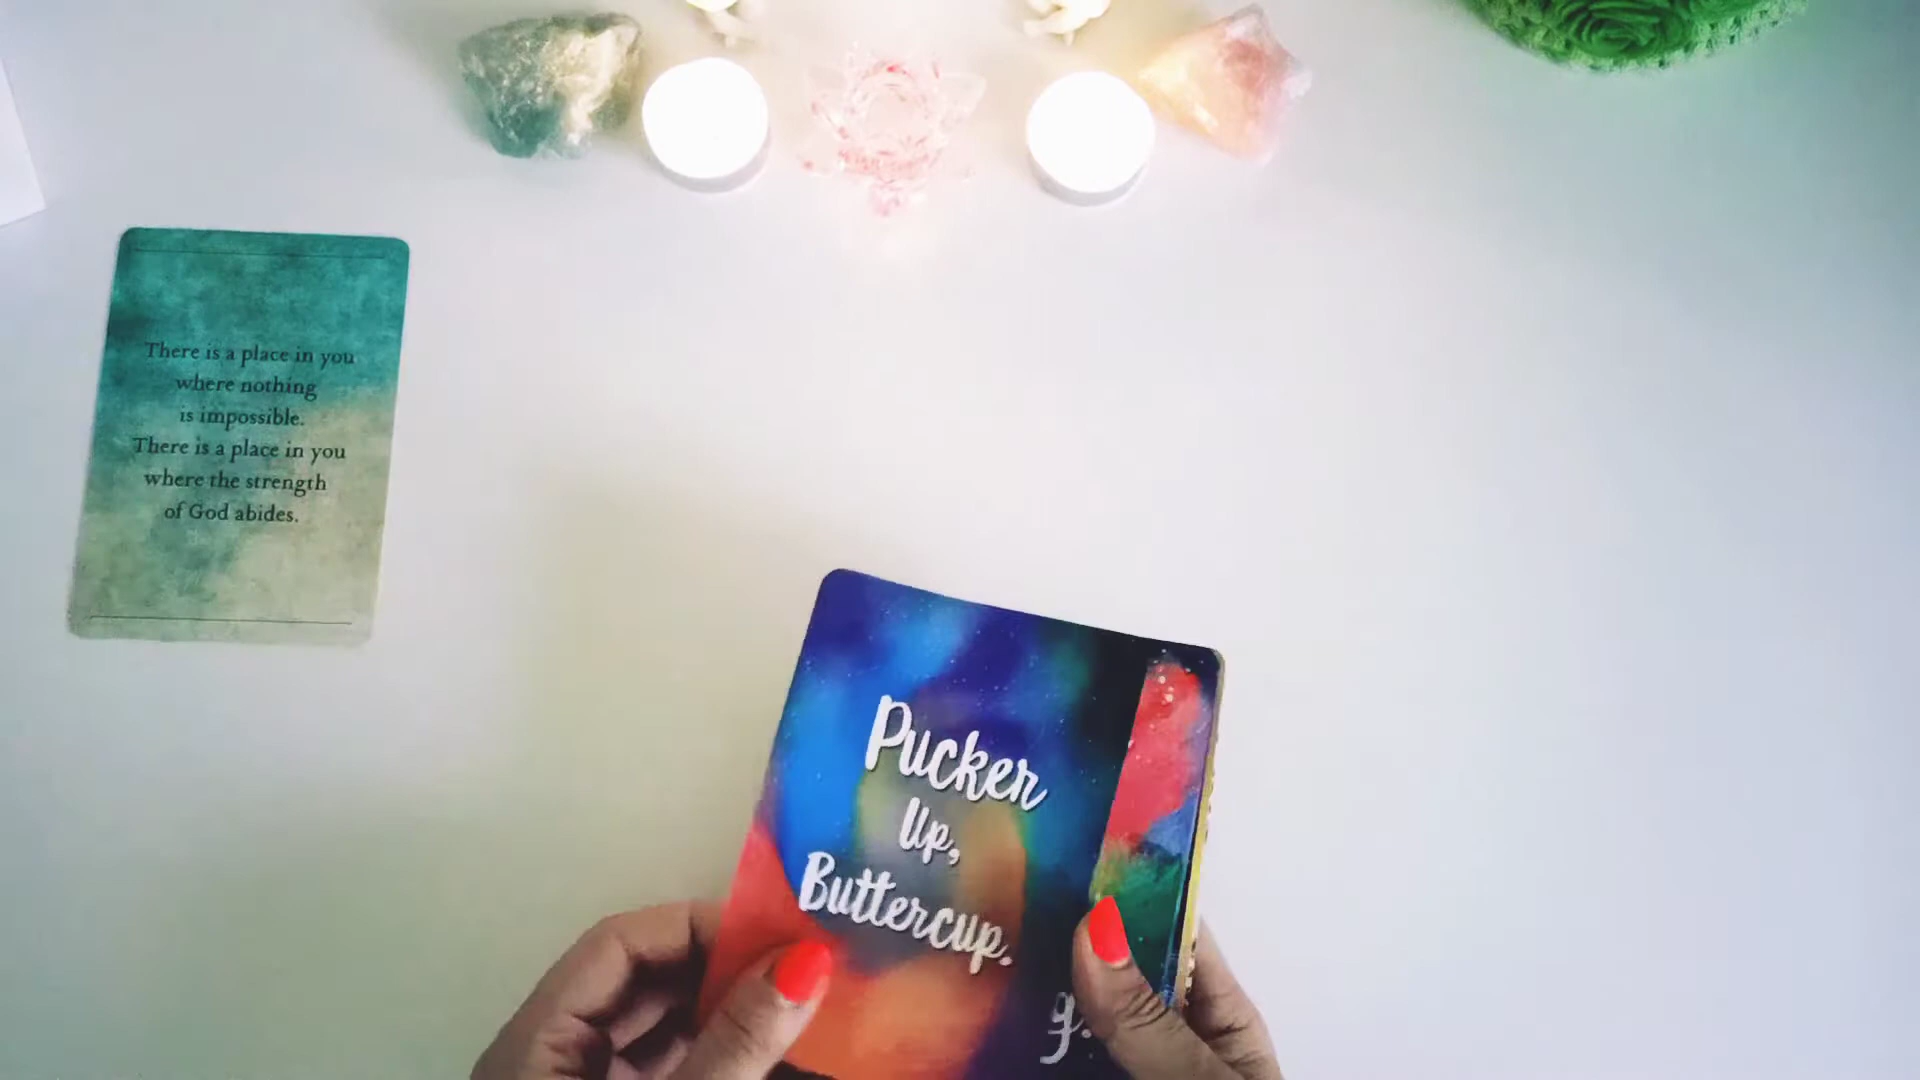 There is a place in you
where nothing
is impossible.
There is a place in you
where the strength
of God abides.
Pucker
Up,
Buttercup.
g.